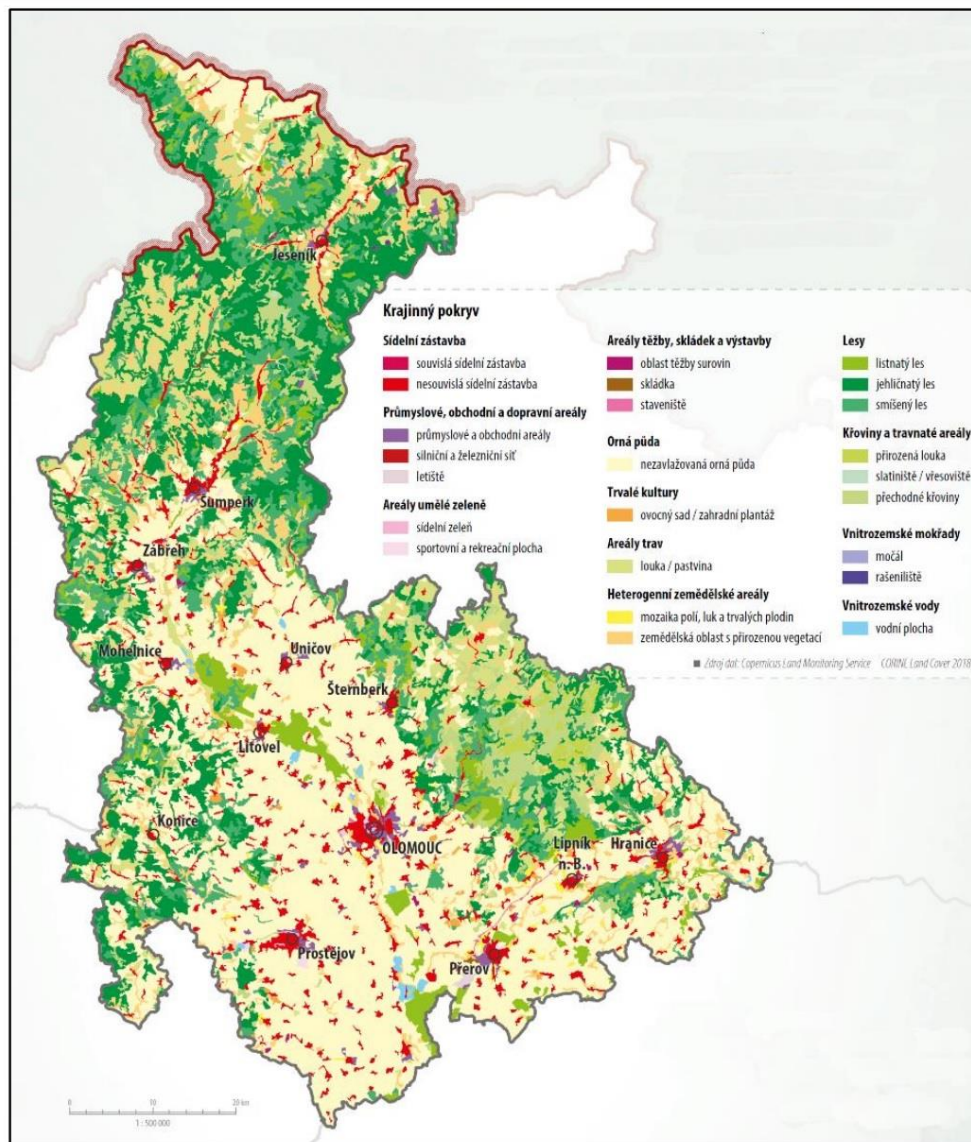 Jeseník
Šumperk
Zábřeh
Mohelnice
Uničov
Šternberk
Litovel
Konice
OLOMOUC
Lipník
n. B.
Hranice
Prostějov
Přerov
Krajinný pokryv
Sídelní zástavba
souvislá sídelní zástavba
nesouvislá sídelní zástavba
Průmyslové, obchodní a dopravní areály
průmyslové a obchodní areály
silniční a železniční síť
letiště
Areály umělé zeleně
sídelní zeleň
sportovní a rekreační plocha
Areály těžby, skládek a výstavby
oblast těžby surovin
skládka
staveniště
Orná půda
nezavlažovaná orná půda
Trvalé kultury
ovocný sad / zahradní plantáž
Areály trav
louka / pastvina
Heterogenní zemědělské areály
mozaika polí, luk a trvalých plodin
zemědělská oblast s přirozenou vegetací
Lesy
listnatý les
jehličnatý les
smíšený les
Křoviny a travnaté areály
přirozená louka
slatiniště / vřesoviště
přechodné křoviny
Vnitrozemské mokřady
močál
rašeliniště
Vnitrozemské vody
vodní plocha
Zdroj dat: Copernicus Land Monitoring Service CORINE, Land Cover 2018
0 10 20 km
1 : 500 000